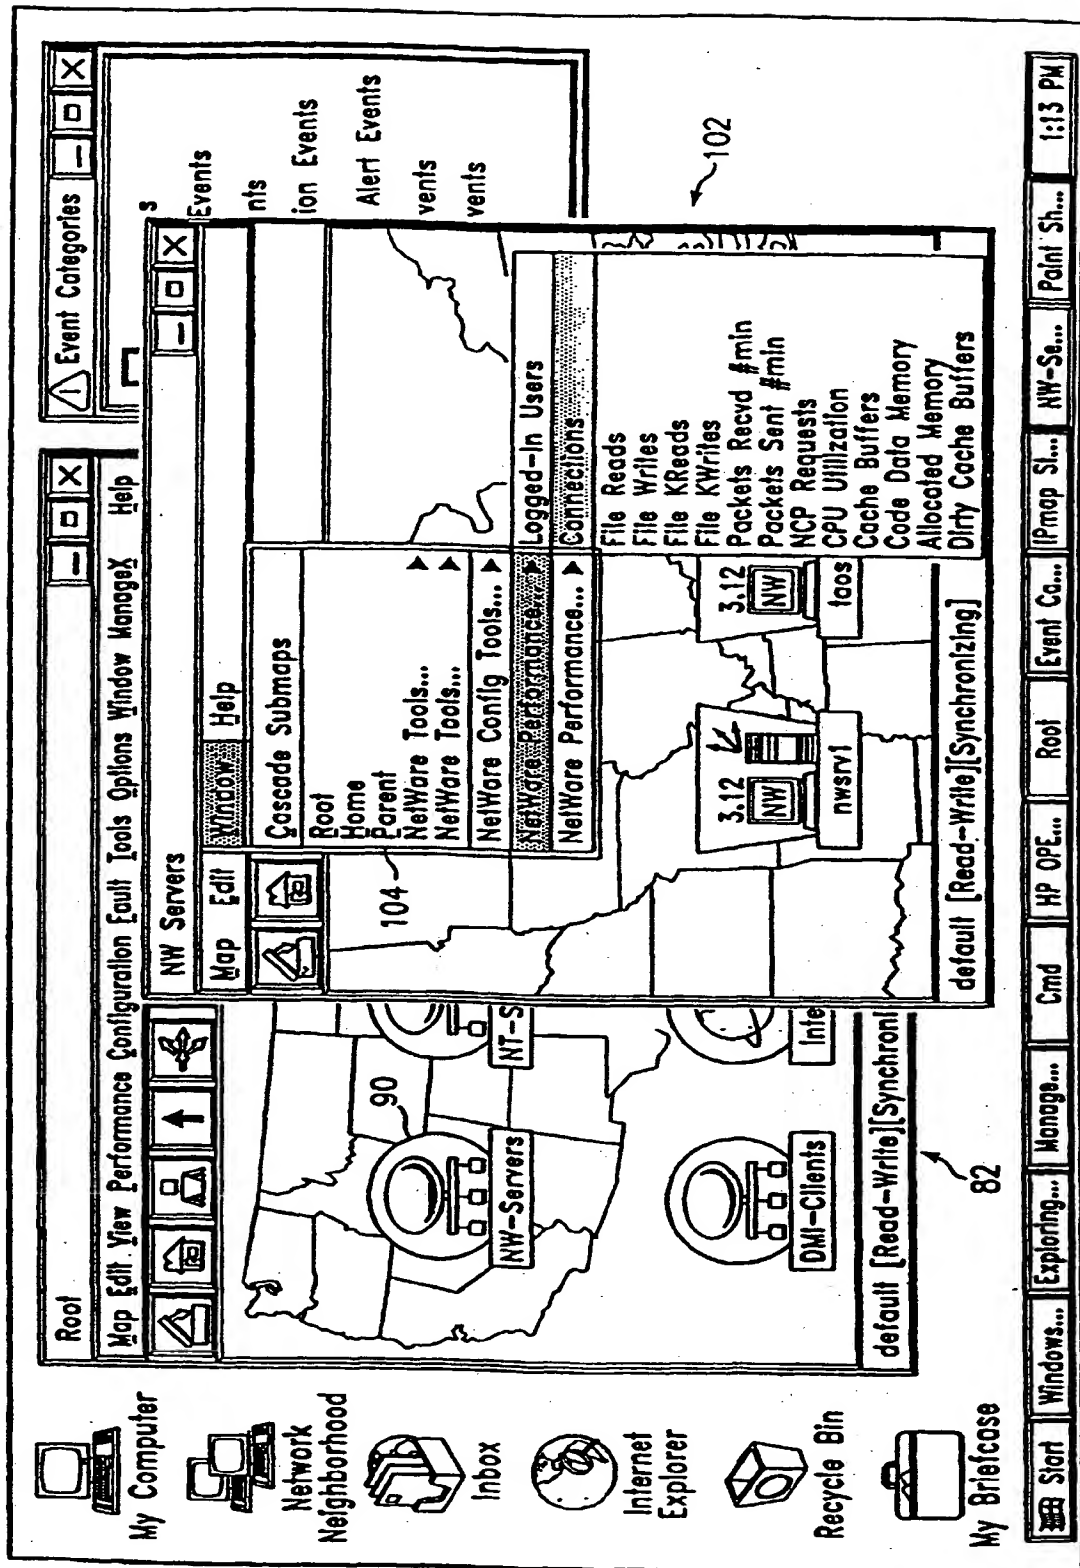 My Computer
Network
Neighborhood
Inbox
Internet
Explorer
Recycle Bin
My Briefcase
Root
Map Edit View Performance Configuration Fault Tools Options Window ManageX Help
90
NW-Servers
NT-S
DMI-Clients
Inte
default [Read-Write][Synchroni
82
Event Categories
s
Events
nts
ion Events
Alert Events
vents
vents
NW Servers
Map Edit Window Help
Cascade Submaps
Root
Home
Parent
NetWare Tools...
NetWare Tools...
NetWare Config Tools...
NetWare Performance...
NetWare Performance...
104
Logged-In Users
Connections
File Reads
File Writes
File KReads
File KWrites
Packets Recvd #min
Packets Sent #min
NCP Requests
CPU Utilization
Cache Buffers
Code Data Memory
Allocated Memory
Dirty Cache Buffers
3.12
NW
nwsrv1
3.12
NW
taos
default [Read-Write][Synchronizing]
102
Start Windows... Exploring... Manage... Cmd HP OPE... Root Event Ca... IPmap Sl... NW-Se... Paint Sh... 1:13 PM